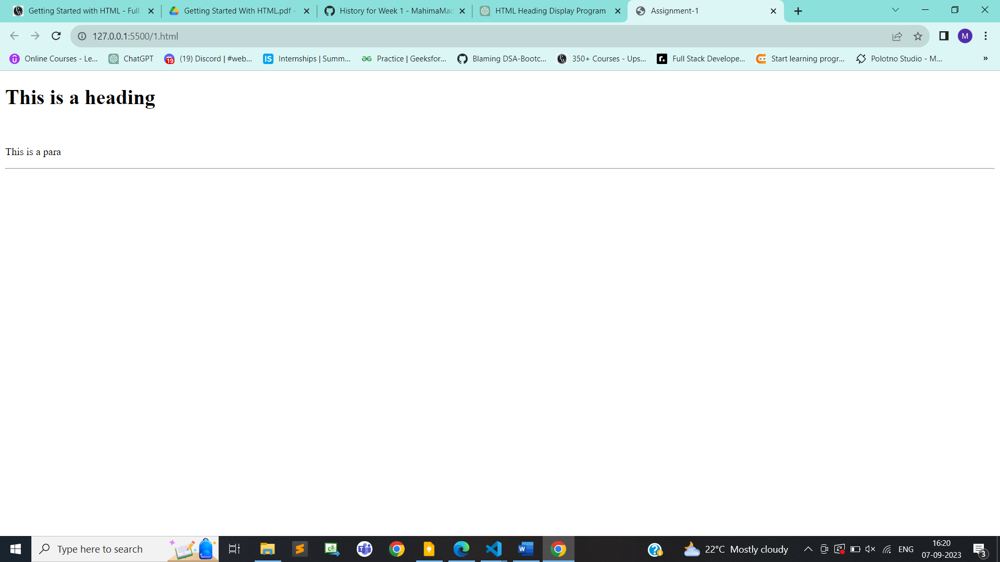 Getting Started with HTML - Full
Getting Started With HTML.pdf -
History for Week 1 - MahimaMad
HTML Heading Display Program
Assignment-1
127.0.0.1:5500/1.html
M
Online Courses - Le...
ChatGPT
(19) Discord | #web...
Internships | Summ...
Practice | Geeksfor...
Blaming DSA-Bootc...
350+ Courses - Ups...
Full Stack Develope...
Start learning progr...
Polotno Studio - M...
»
This is a heading
This is a para
Type here to search
22°C Mostly cloudy
ENG
16:20
07-09-2023
3